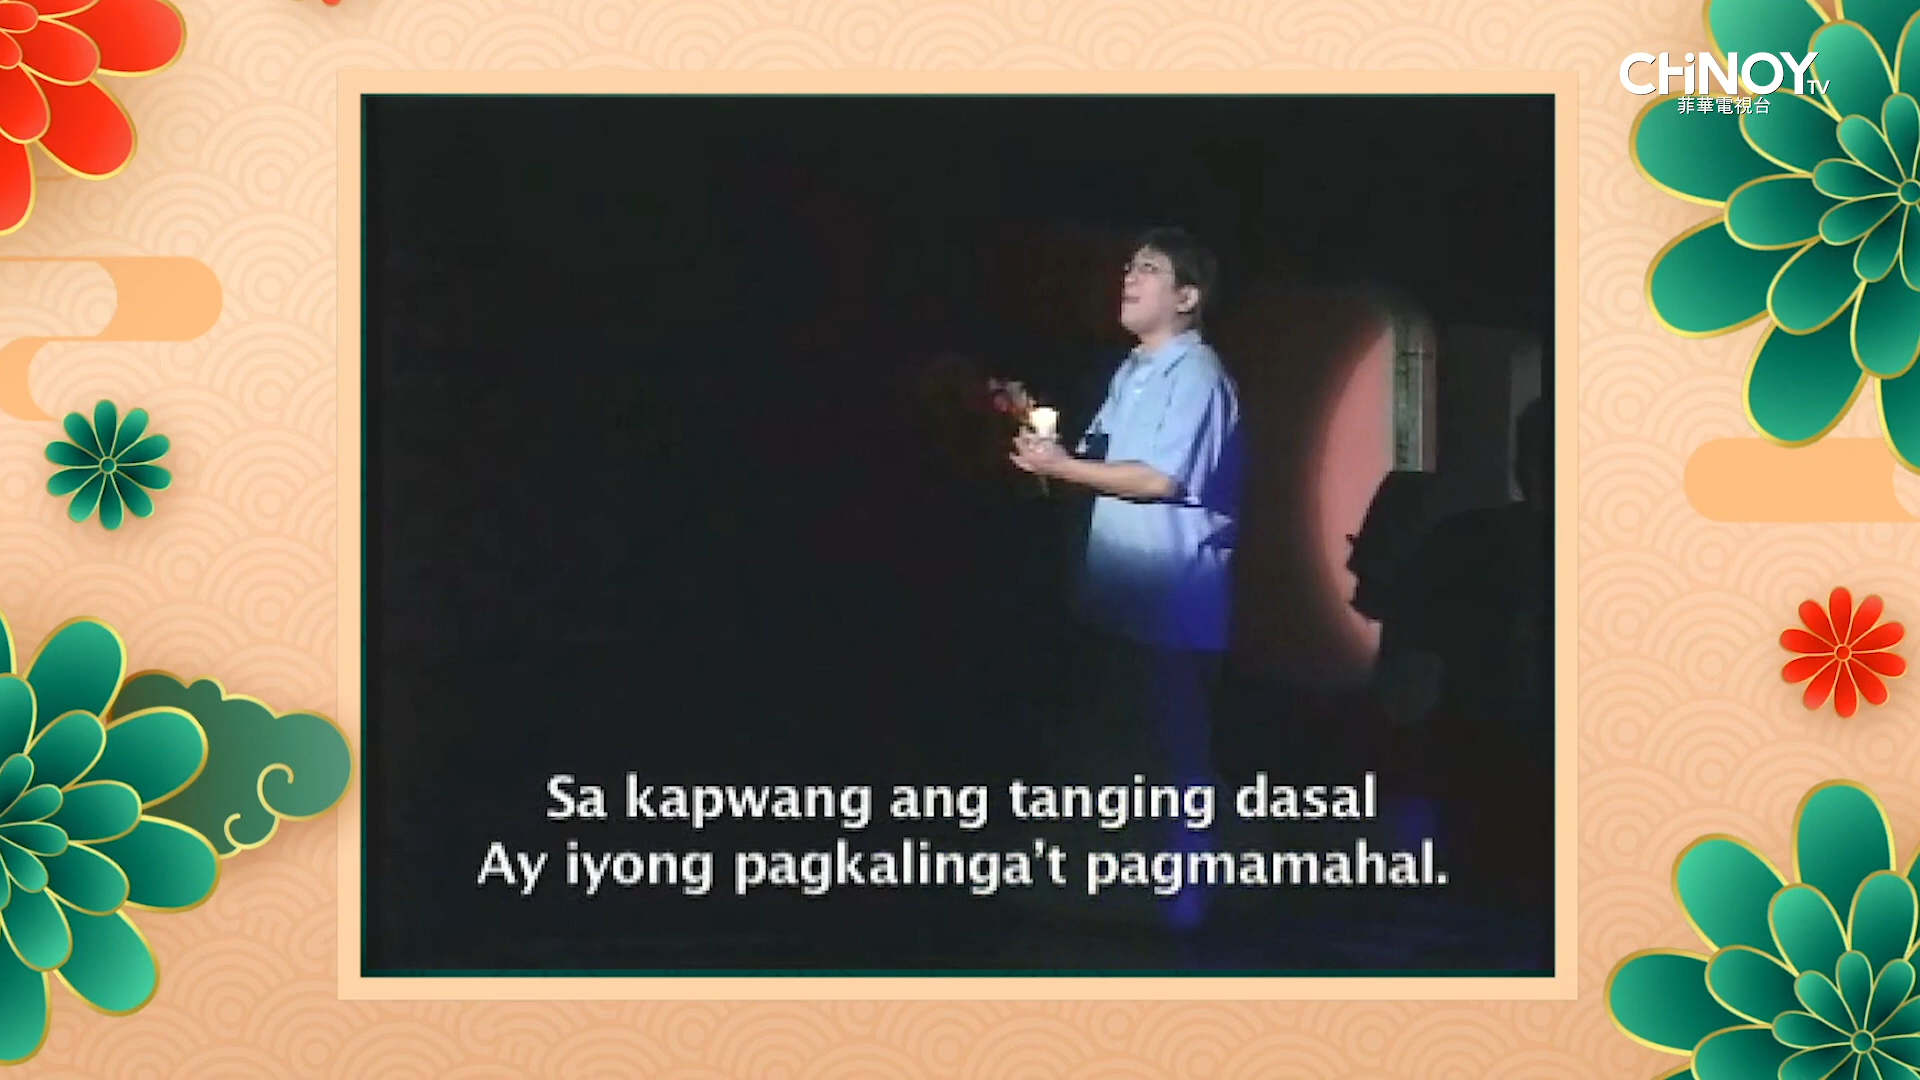 CHiNOY TV
菲華電視台
Sa kapwang ang tanging dasal
Ay iyong pagkalinga't pagmamahal.